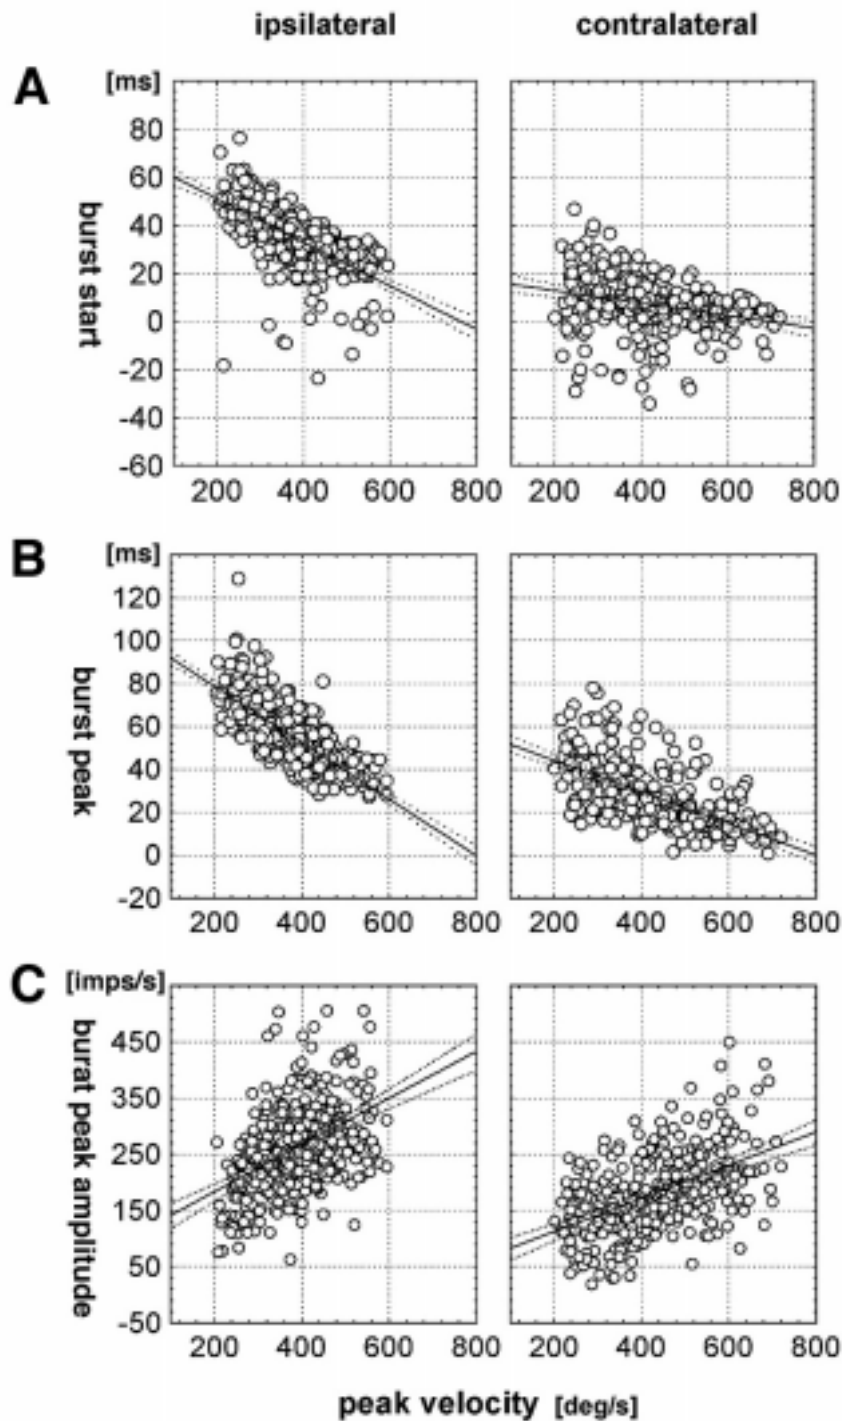 ipsilateral contralateral
A [ms]
burst start
80
60
40
20
0
-20
-40
-60
200 400 600 800 200 400 600 800
B [ms]
burst peak
120
100
80
60
40
20
0
-20
200 400 600 800 200 400 600 800
C [imps/s]
burat peak amplitude
450
350
250
150
50
-50
200 400 600 800 200 400 600 800
peak velocity [deg/s]